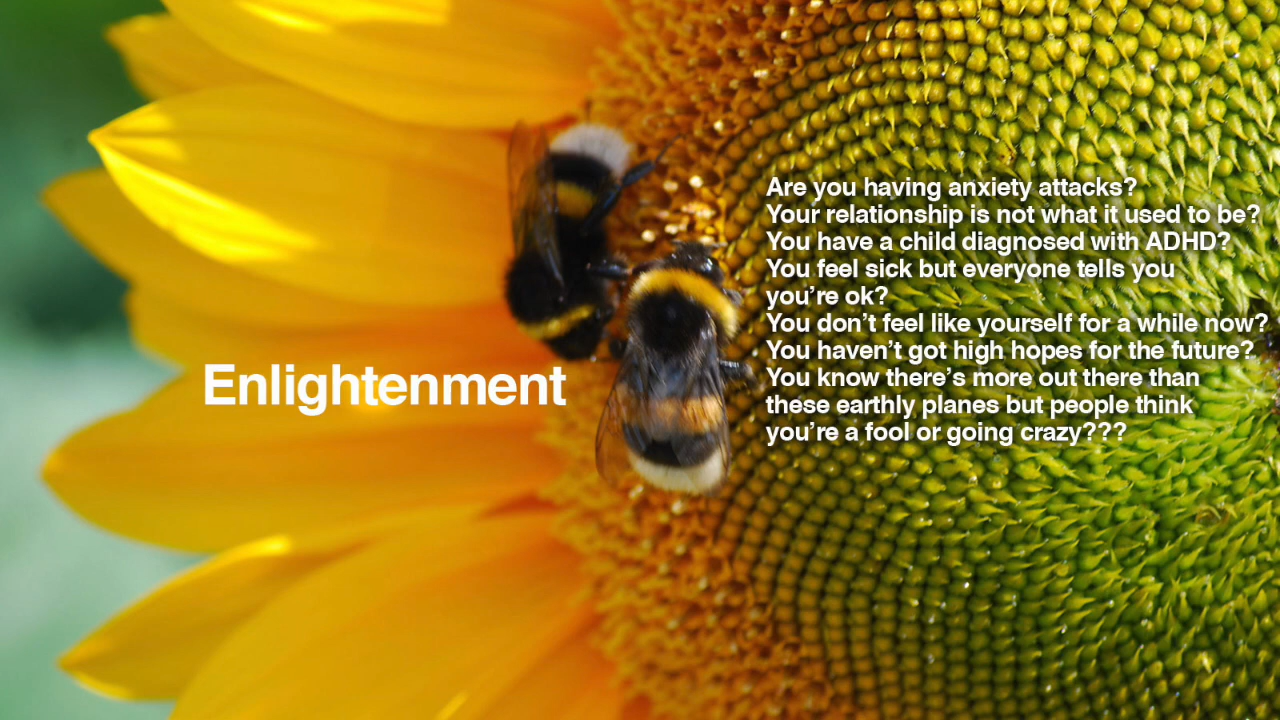 Enlightenment
Are you having anxiety attacks?
Your relationship is not what it used to be?
You have a child diagnosed with ADHD?
You feel sick but everyone tells you
you’re ok?
You don’t feel like yourself for a while now?
You haven’t got high hopes for the future?
You know there’s more out there than
these earthly planes but people think
you’re a fool or going crazy???